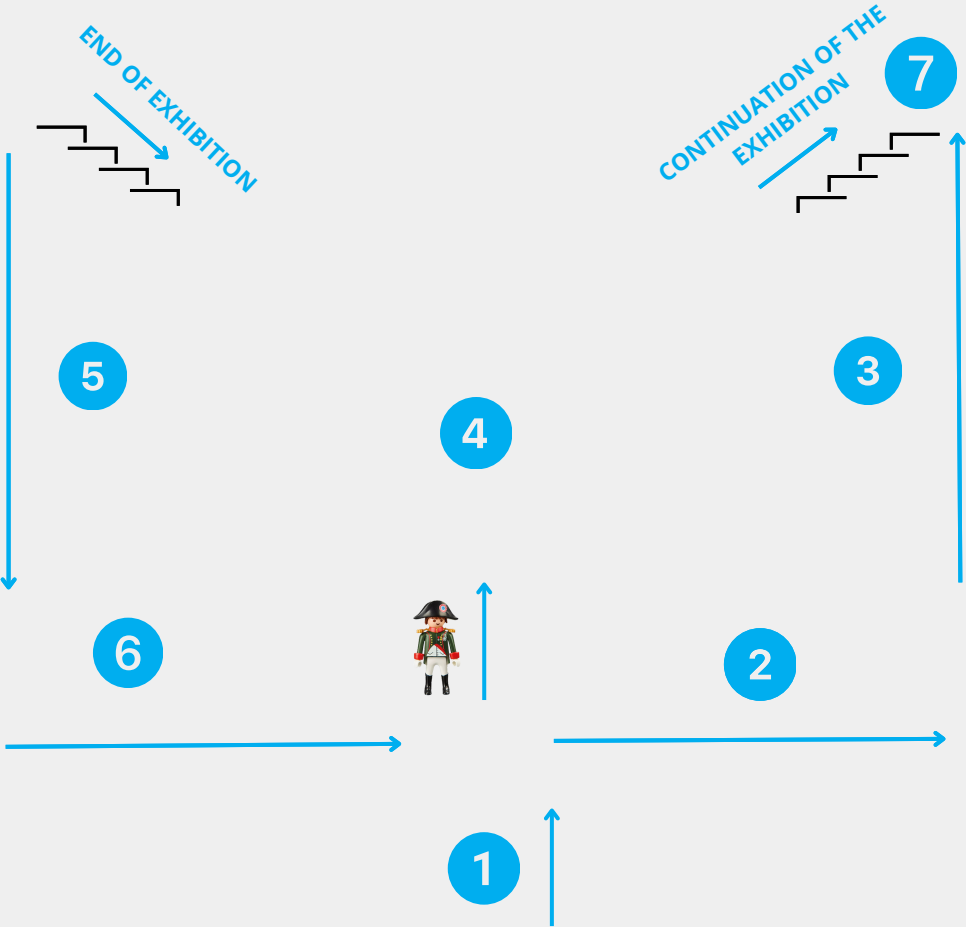 END OF EXHIBITION
CONTINUATION OF THE
EXHIBITION
7
5
3
4
6
2
1